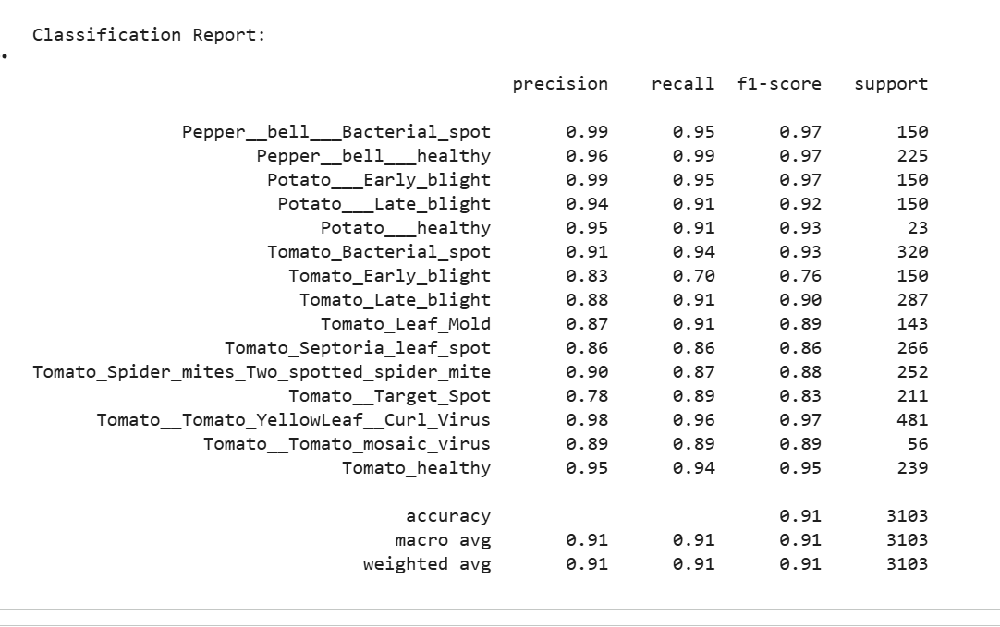 Classification Report:
precision recall f1-score support
Pepper__bell___Bacterial_spot 0.99 0.95 0.97 150
Pepper__bell___healthy 0.96 0.99 0.97 225
Potato___Early_blight 0.99 0.95 0.97 150
Potato___Late_blight 0.94 0.91 0.92 150
Potato___healthy 0.95 0.91 0.93 23
Tomato_Bacterial_spot 0.91 0.94 0.93 320
Tomato_Early_blight 0.83 0.70 0.76 150
Tomato_Late_blight 0.88 0.91 0.90 287
Tomato_Leaf_Mold 0.87 0.91 0.89 143
Tomato_Septoria_leaf_spot 0.86 0.86 0.86 266
Tomato_Spider_mites_Two_spotted_spider_mite 0.90 0.87 0.88 252
Tomato__Target_Spot 0.78 0.89 0.83 211
Tomato__Tomato_YellowLeaf__Curl_Virus 0.98 0.96 0.97 481
Tomato__Tomato_mosaic_virus 0.89 0.89 0.89 56
Tomato_healthy 0.95 0.94 0.95 239
accuracy 0.91 3103
macro avg 0.91 0.91 0.91 3103
weighted avg 0.91 0.91 0.91 3103